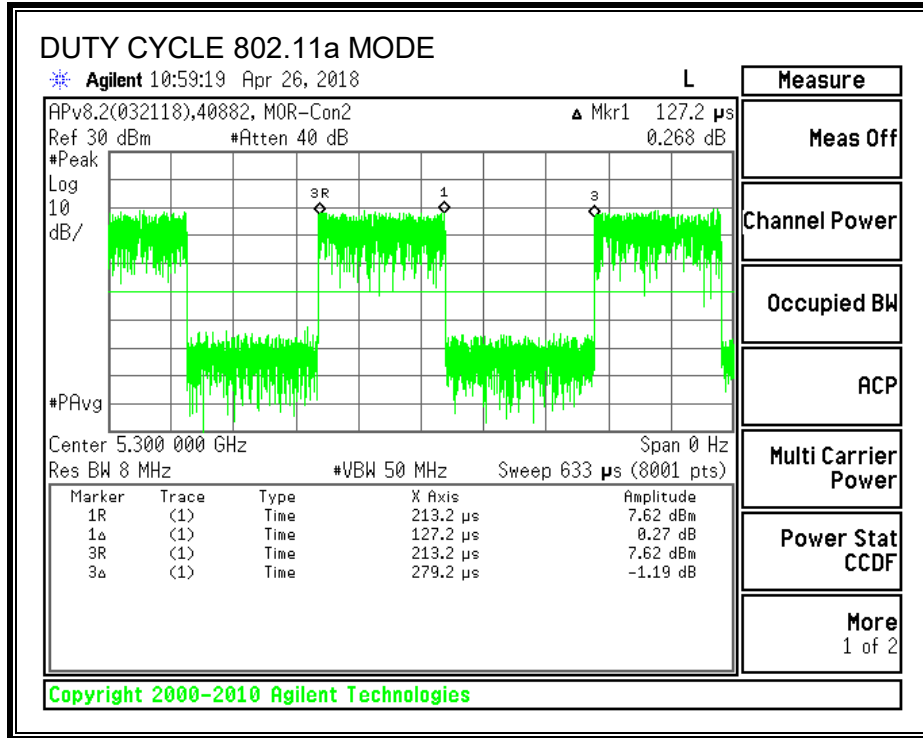 DUTY CYCLE 802.11a MODE
Agilent 10:59:19 Apr 26, 2018 L
APv8.2(032118),40882, MOR-Con2 Δ Mkr1 127.2 µs
Ref 30 dBm #Atten 40 dB 0.268 dB
#Peak
Log
10
dB/
3R 1 3
#PAvg
Center 5.300 000 GHz Span 0 Hz
Res BW 8 MHz #VBW 50 MHz Sweep 633 µs (8001 pts)
Marker Trace Type X Axis Amplitude
1R (1) Time 213.2 µs 7.62 dBm
1Δ (1) Time 127.2 µs 0.27 dB
3R (1) Time 213.2 µs 7.62 dBm
3Δ (1) Time 279.2 µs -1.19 dB
Copyright 2000-2010 Agilent Technologies
Measure
Meas Off
Channel Power
Occupied BW
ACP
Multi Carrier
Power
Power Stat
CCDF
More
1 of 2